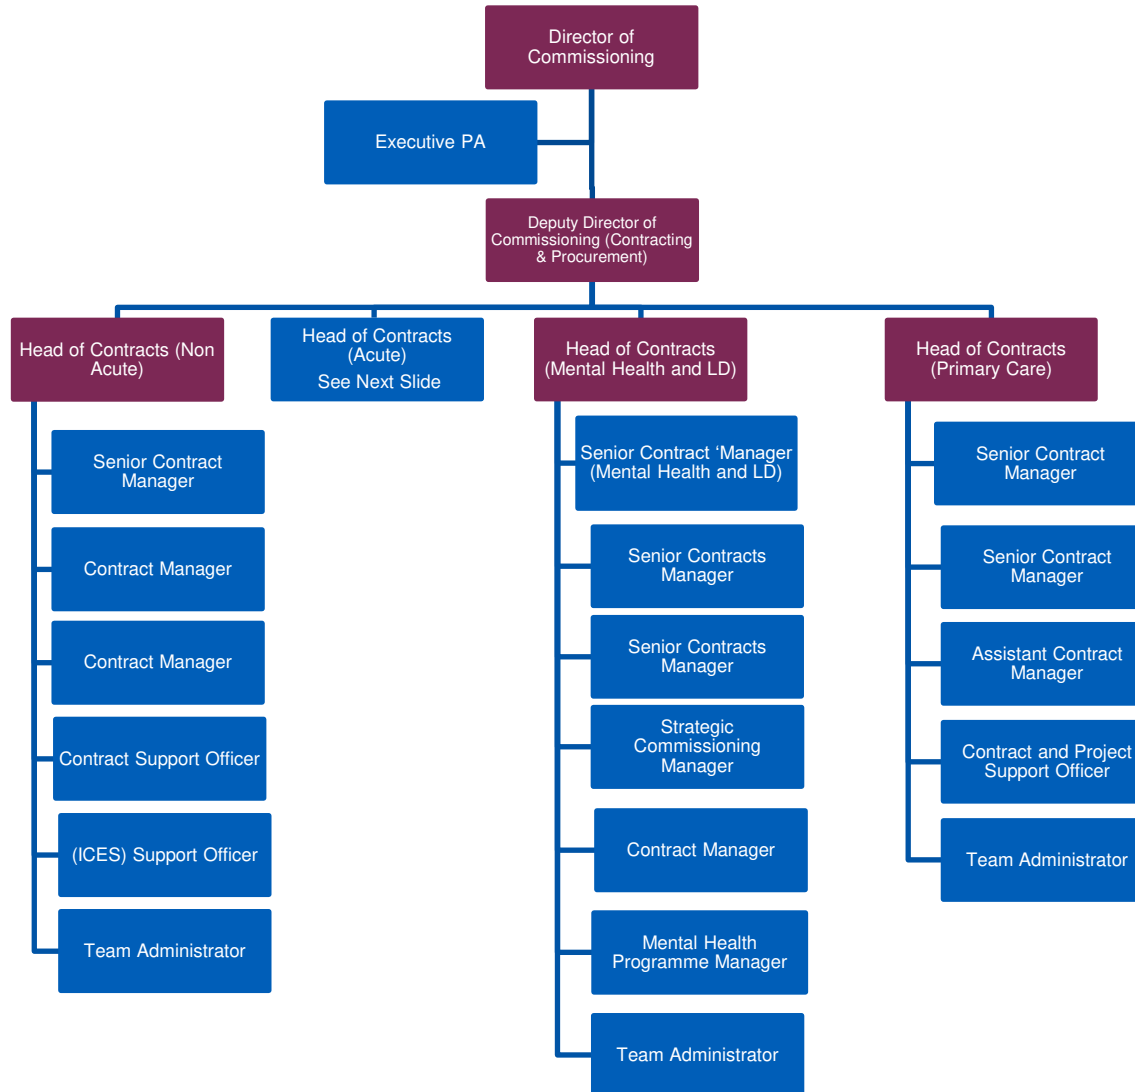 Director of
Commissioning
Executive PA
Deputy Director of
Commissioning (Contracting
& Procurement)
Head of Contracts (Non
Acute)
Head of Contracts
(Acute)
See Next Slide
Head of Contracts
(Mental Health and LD)
Head of Contracts
(Primary Care)
Senior Contract
Manager
Contract Manager
Contract Manager
Contract Support Officer
(ICES) Support Officer
Team Administrator
Senior Contract ‘Manager
(Mental Health and LD)
Senior Contracts
Manager
Senior Contracts
Manager
Strategic
Commissioning
Manager
Contract Manager
Mental Health
Programme Manager
Team Administrator
Senior Contract
Manager
Senior Contract
Manager
Assistant Contract
Manager
Contract and Project
Support Officer
Team Administrator